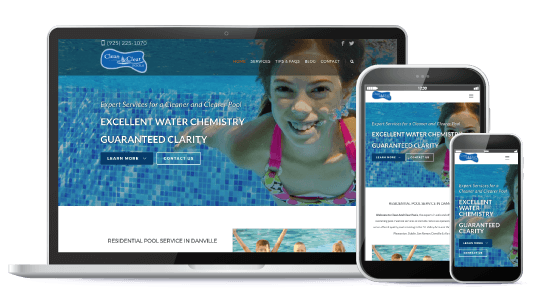 (925) 225-1070
Clean & Clear
HOME SERVICES TIPS & FAQS BLOG CONTACT
Expert Services for a Cleaner and Clearer Pool
EXCELLENT WATER CHEMISTRY
GUARANTEED CLARITY
LEARN MORE
CONTACT US
RESIDENTIAL POOL SERVICE IN DANVILLE
Expert Services for a Cleaner and Clearer Pool
EXCELLENT WATER CHEMISTRY
GUARANTEED CLARITY
LEARN MORE
CONTACT US
RESIDENTIAL POOL SERVICE IN DANVILLE
Expert Services for a
Cleaner and Clearer Pool
EXCELLENT
WATER
CHEMISTRY
GUARANTEED
CLARITY
LEARN MORE
CONTACT US